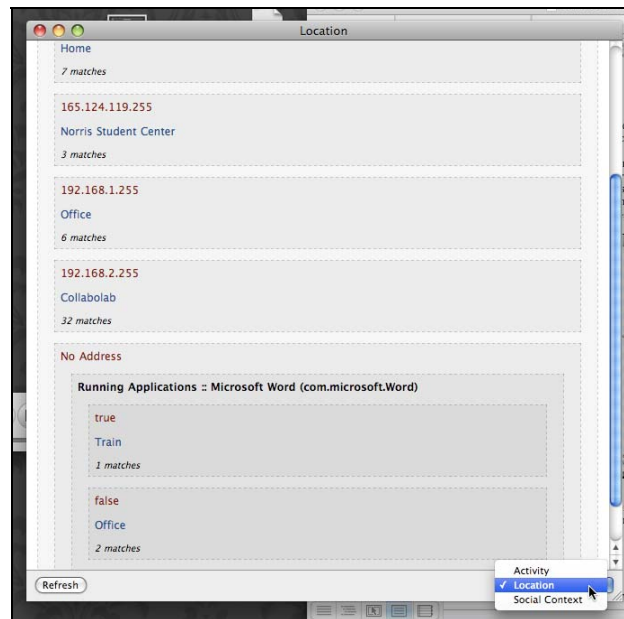 Location
Home
7 matches
165.124.119.255
Norris Student Center
3 matches
192.168.1.255
Office
6 matches
192.168.2.255
Collabolab
32 matches
No Address
Running Applications :: Microsoft Word (com.microsoft.Word)
true
Train
1 matches
false
Office
2 matches
Refresh
Activity
✓ Location
Social Context